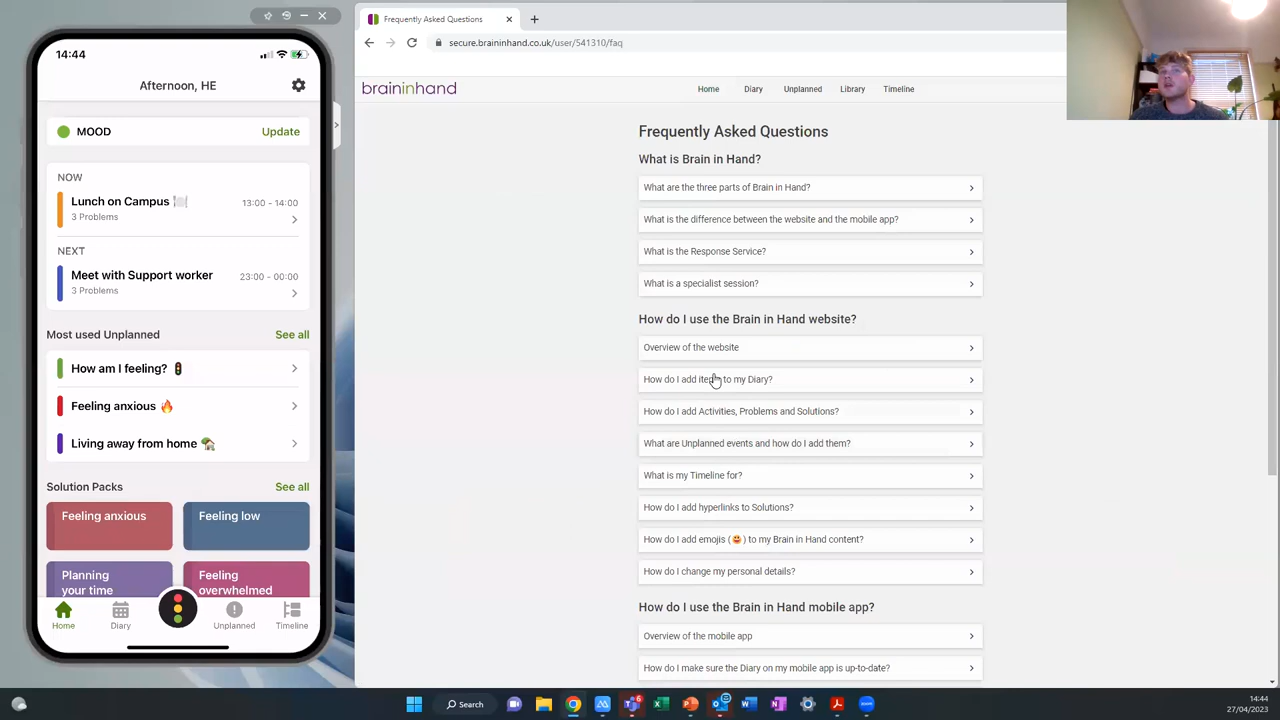 14:44
Afternoon, HE
MOOD
Update
NOW
Lunch on Campus 🍽️
13:00 - 14:00
3 Problems
NEXT
Meet with Support worker
23:00 - 00:00
3 Problems
Most used Unplanned
See all
How am I feeling? 🚦
Feeling anxious 🔥
Living away from home 🏡
Solution Packs
See all
Feeling anxious
Feeling low
Planning
your time
Feeling
overwhelmed
Home
Diary
Unplanned
Timeline
Frequently Asked Questions
secure.braininhand.co.uk/user/541310/faq
braininhand
Home
Library
Timeline
Frequently Asked Questions
What is Brain in Hand?
What are the three parts of Brain in Hand?
What is the difference between the website and the mobile app?
What is the Response Service?
What is a specialist session?
How do I use the Brain in Hand website?
Overview of the website
How do I add items to my Diary?
How do I add Activities, Problems and Solutions?
What are Unplanned events and how do I add them?
What is my Timeline for?
How do I add hyperlinks to Solutions?
How do I add emojis (😃) to my Brain in Hand content?
How do I change my personal details?
How do I use the Brain in Hand mobile app?
Overview of the mobile app
How do I make sure the Diary on my mobile app is up-to-date?
Search
14:44
27/04/2023